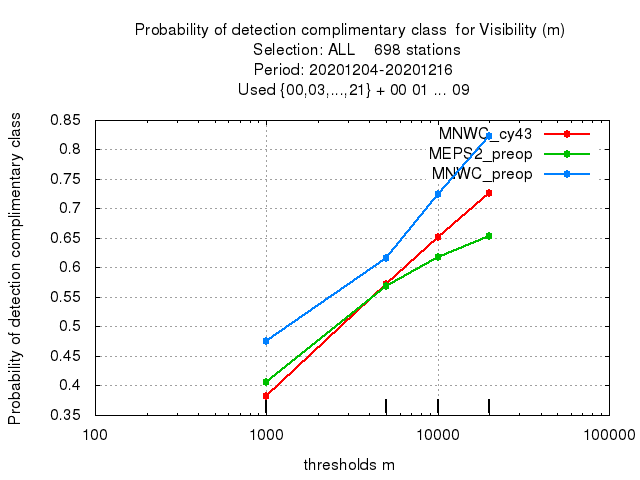 Probability of detection complimentary class  for Visibility (m)
Selection: ALL    698 stations
Period: 20201204-20201216
Used {00,03,...,21} + 00 01 ... 09
Probability of detection complimentary class
0.85
0.8
0.75
0.7
0.65
0.6
0.55
0.5
0.45
0.4
0.35
MNWC_cy43
MEPS2_preop
MNWC_preop
100
1000
10000
100000
thresholds m